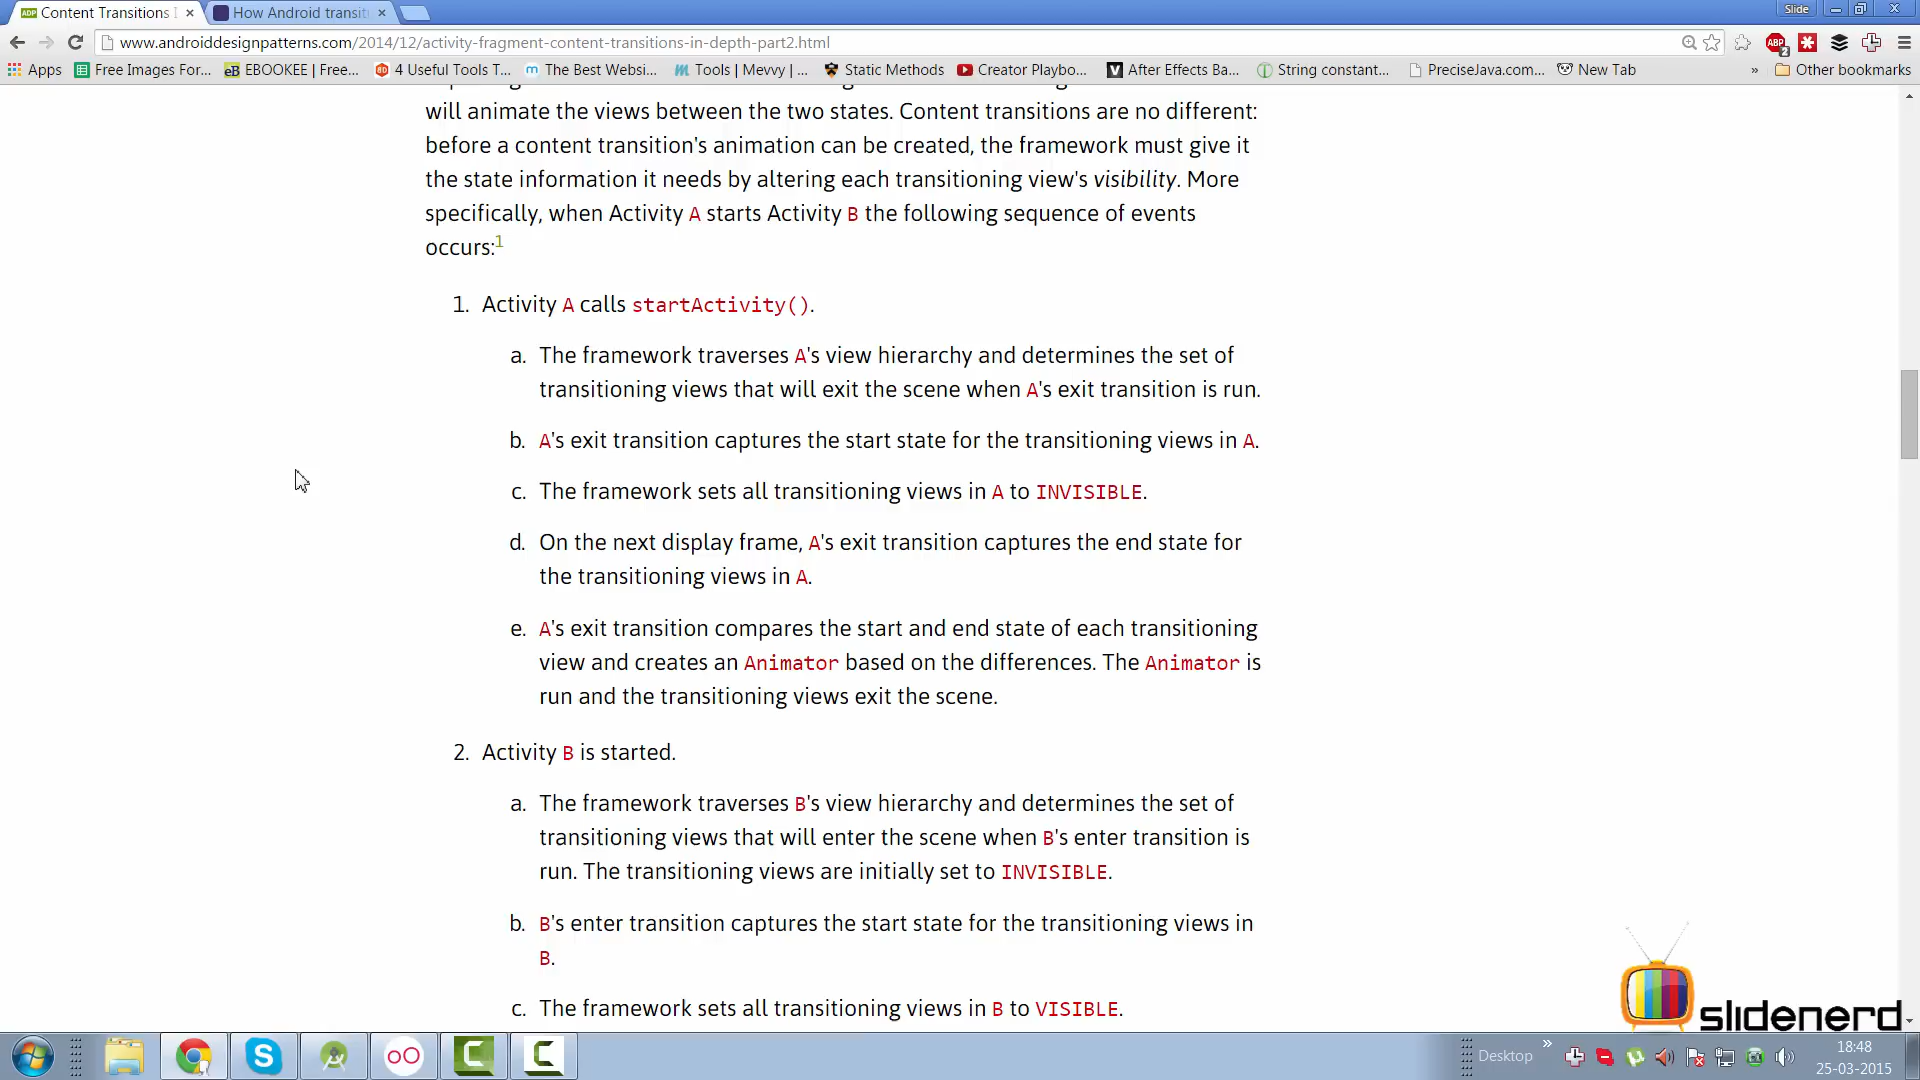 Content Transitions
How Android transit
Slide
www.androiddesignpatterns.com/2014/12/activity-fragment-content-transitions-in-depth-part2.html
Apps
Free Images For...
EBOOKEE | Free...
4 Useful Tools T...
The Best Websi...
Tools | Mevvy | ...
Static Methods
Creator Playbo...
After Effects Ba...
String constant...
PreciseJava.com...
New Tab
» Other bookmarks
will animate the views between the two states. Content transitions are no different:
before a content transition's animation can be created, the framework must give it
the state information it needs by altering each transitioning view's visibility. More
specifically, when Activity A starts Activity B the following sequence of events
occurs:1
1. Activity A calls startActivity().
a. The framework traverses A's view hierarchy and determines the set of
transitioning views that will exit the scene when A's exit transition is run.
b. A's exit transition captures the start state for the transitioning views in A.
c. The framework sets all transitioning views in A to INVISIBLE.
d. On the next display frame, A's exit transition captures the end state for
the transitioning views in A.
e. A's exit transition compares the start and end state of each transitioning
view and creates an Animator based on the differences. The Animator is
run and the transitioning views exit the scene.
2. Activity B is started.
a. The framework traverses B's view hierarchy and determines the set of
transitioning views that will enter the scene when B's enter transition is
run. The transitioning views are initially set to INVISIBLE.
b. B's enter transition captures the start state for the transitioning views in
B.
c. The framework sets all transitioning views in B to VISIBLE.
slidenerd
Desktop »
18:48
25-03-2015